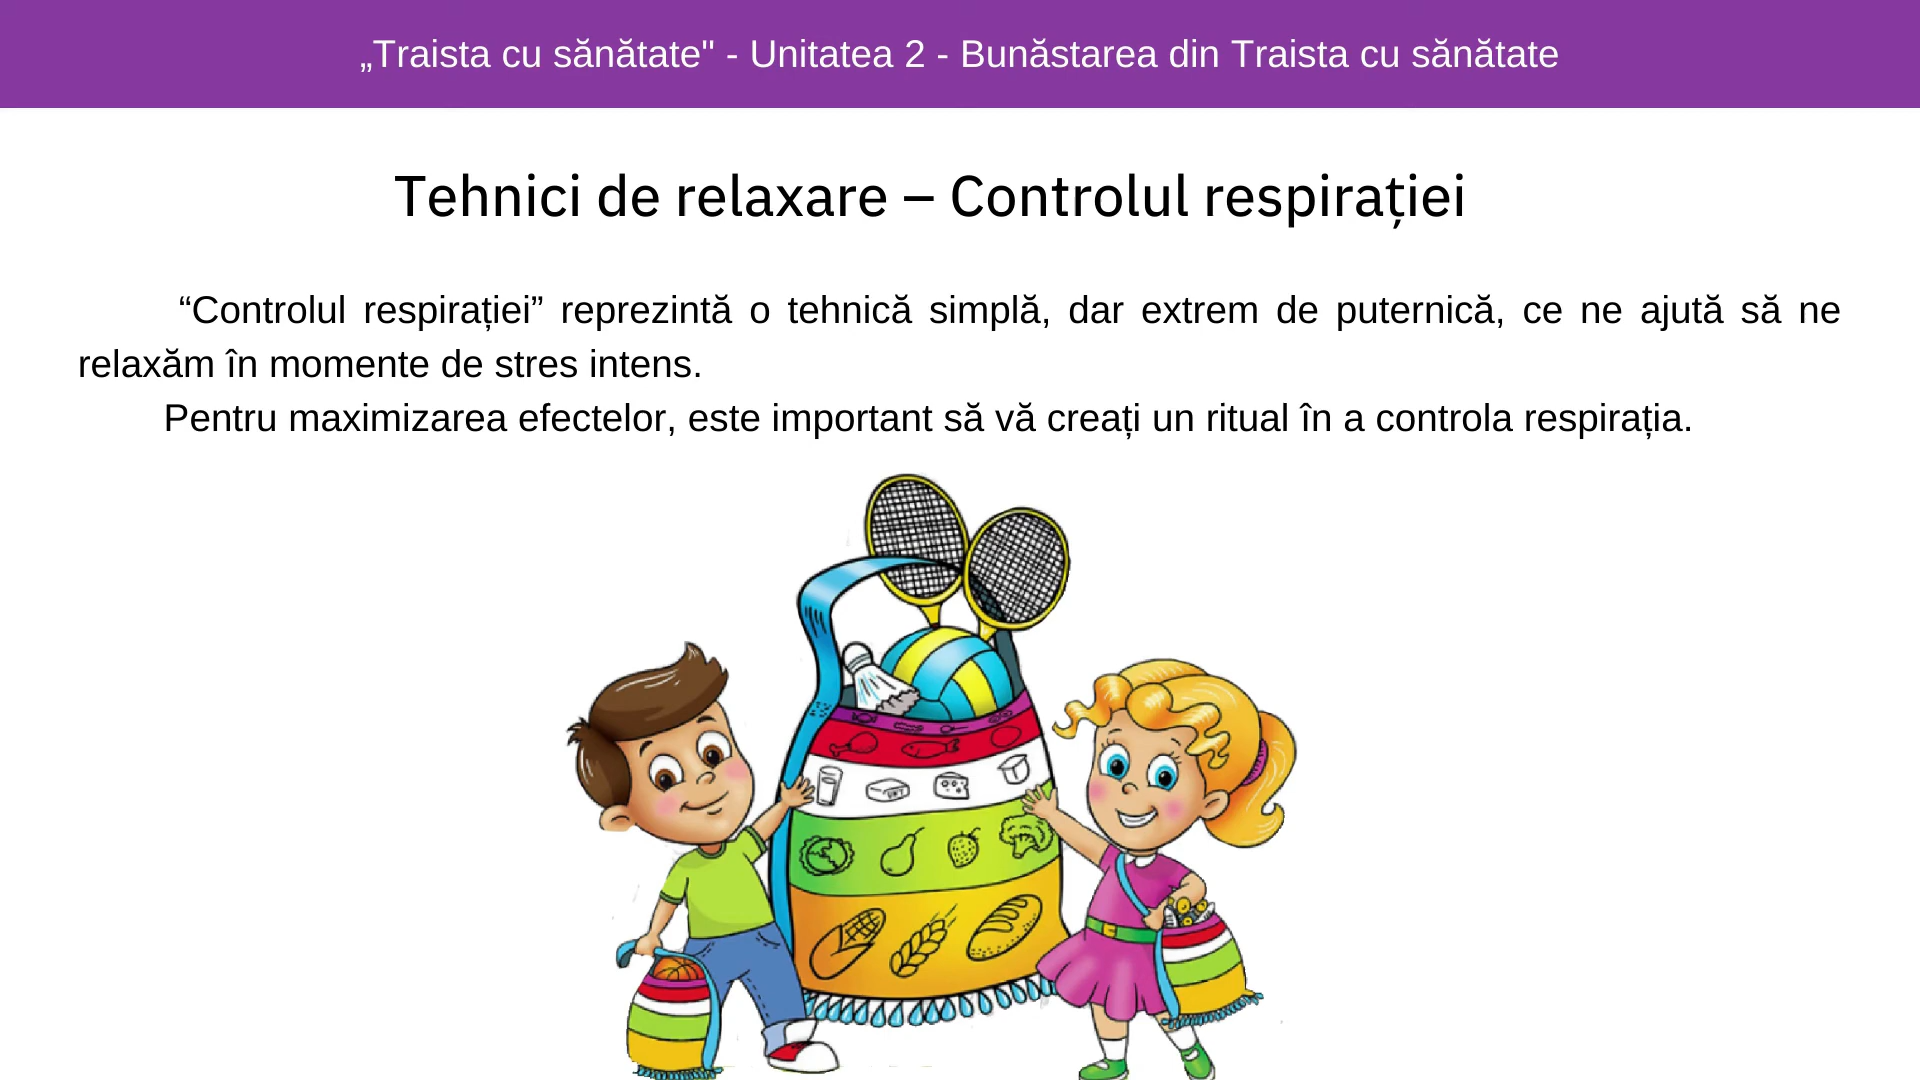 „Traista cu sănătate" - Unitatea 2 - Bunăstarea din Traista cu sănătate
Tehnici de relaxare – Controlul respirației
“Controlul respirației” reprezintă o tehnică simplă, dar extrem de puternică, ce ne ajută să ne
relaxăm în momente de stres intens.
Pentru maximizarea efectelor, este important să vă creați un ritual în a controla respirația.